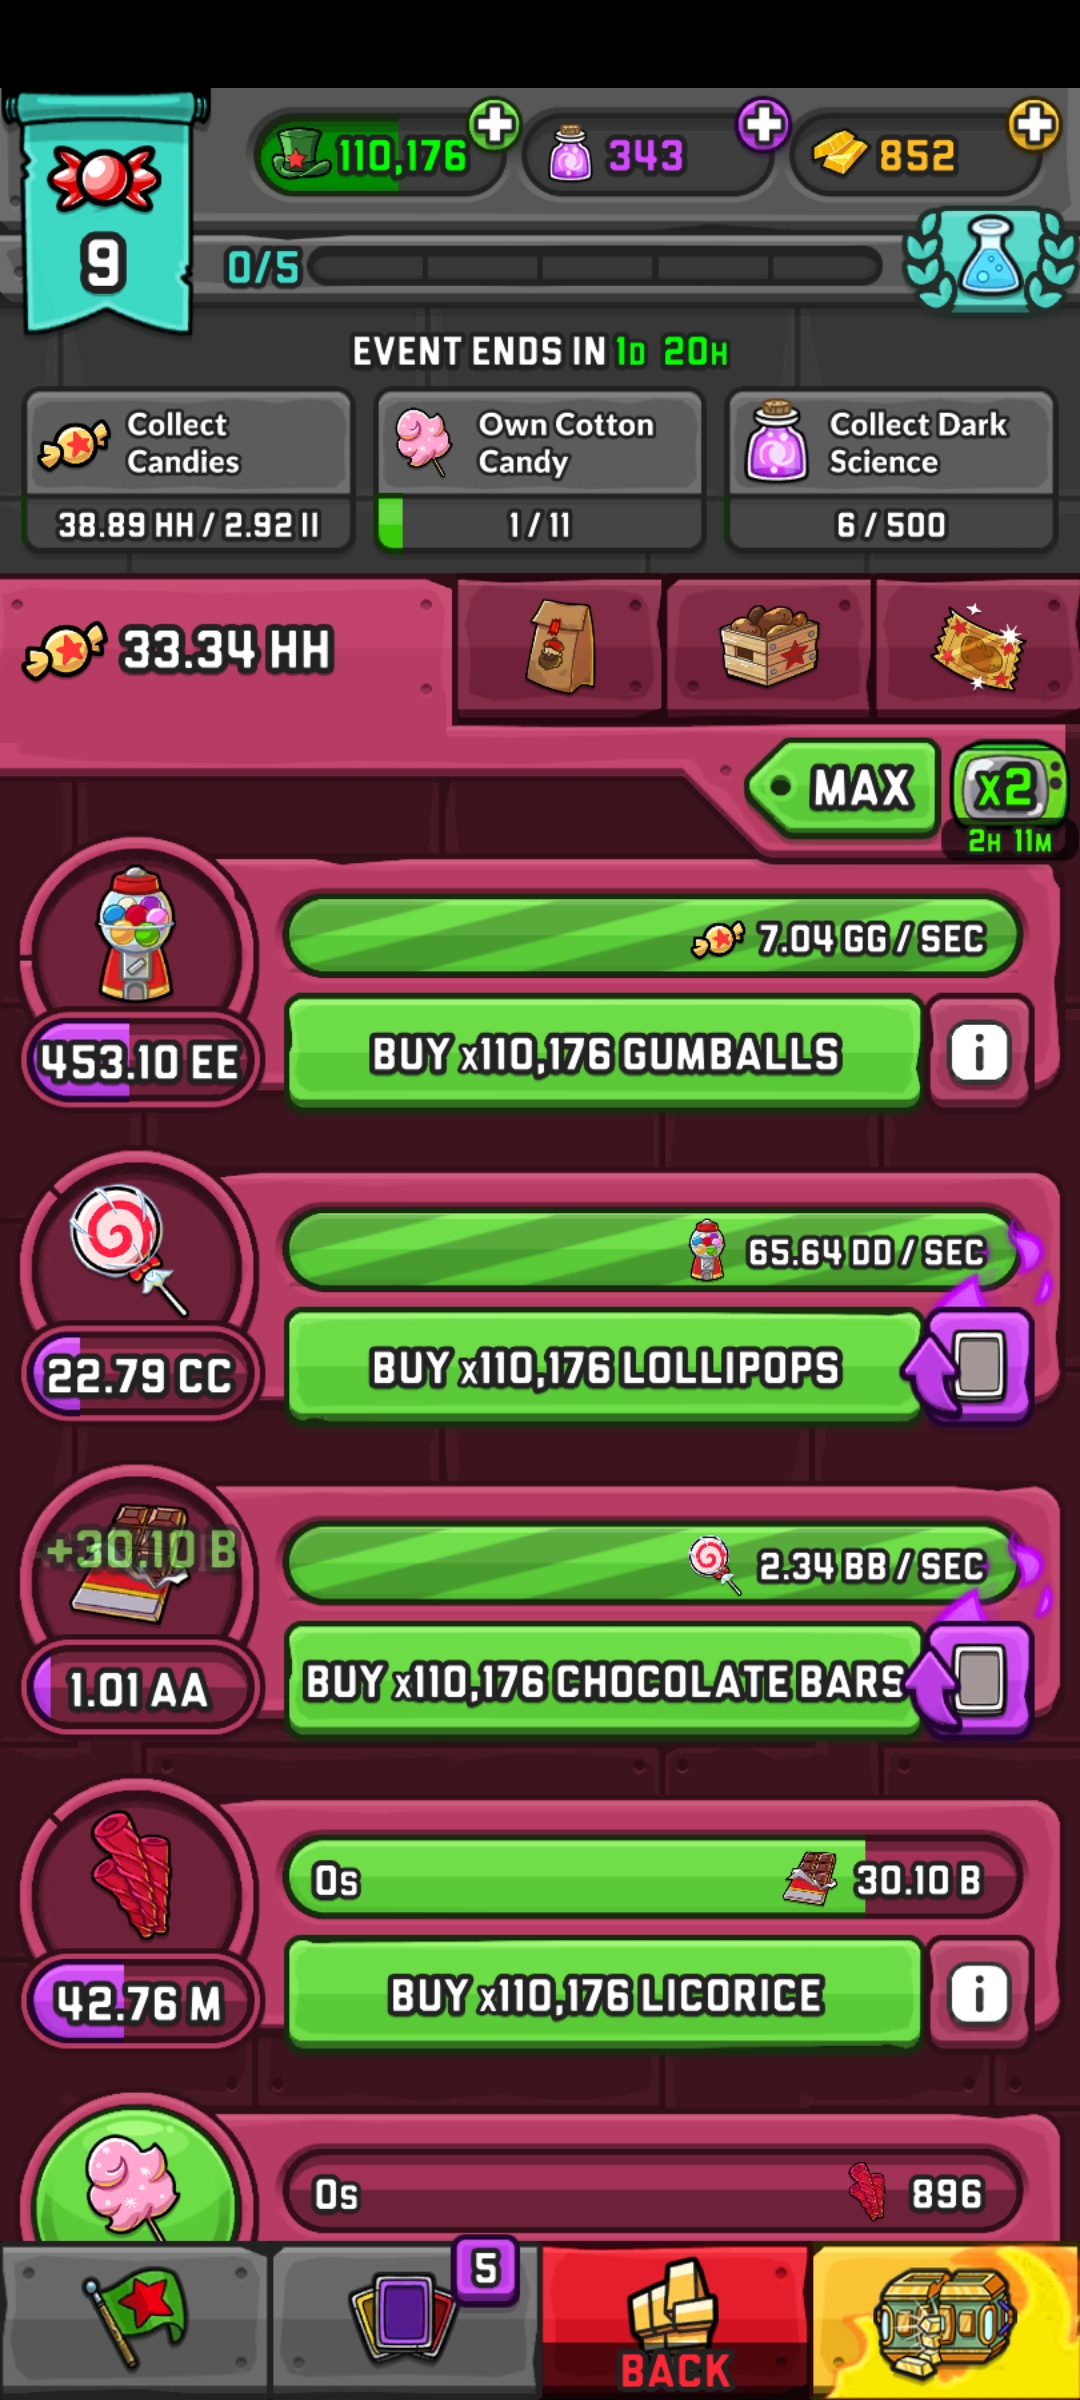 110,176
343
852
9
0/5
EVENT ENDS IN 1D 20H
Collect Candies
38.89 HH / 2.92 II
Own Cotton Candy
1 / 11
Collect Dark Science
6 / 500
33.34 HH
MAX
x2
2H 11M
7.04 GG / SEC
453.10 EE
BUY x110,176 GUMBALLS
i
65.64 DD / SEC
22.79 CC
BUY x110,176 LOLLIPOPS
+30.10 B
2.34 BB / SEC
1.01 AA
BUY x110,176 CHOCOLATE BARS
0s
30.10 B
42.76 M
BUY x110,176 LICORICE
i
0s
896
5
BACK